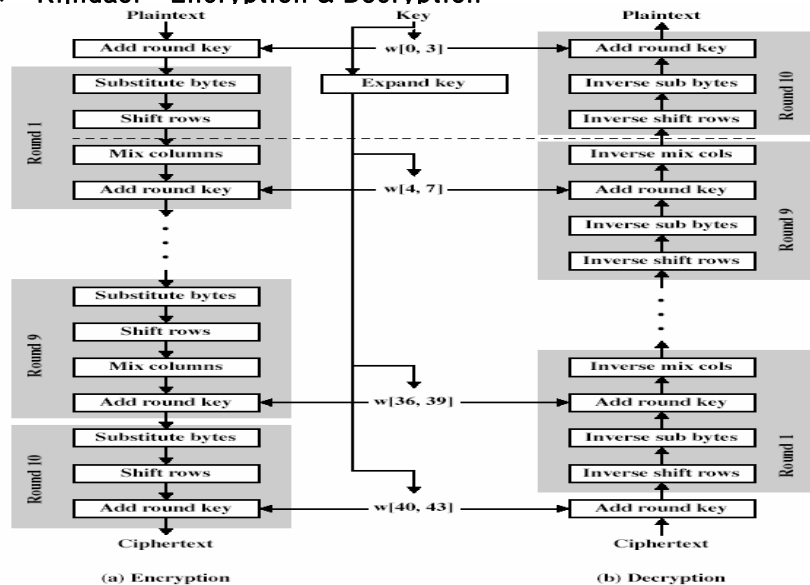 Rijndael – Encryption & Decryption
Plaintext
Key
Plaintext
Add round key
w[0, 3]
Add round key
Substitute bytes
Expand key
Inverse sub bytes
Round 1
Shift rows
Inverse shift rows
Round 10
Mix columns
Inverse mix cols
Add round key
w[4, 7]
Add round key
Inverse sub bytes
Round 9
Inverse shift rows
Substitute bytes
Shift rows
Round 9
Mix columns
Inverse mix cols
Add round key
w[36, 39]
Add round key
Substitute bytes
Inverse sub bytes
Round 10
Shift rows
Inverse shift rows
Round 1
Add round key
w[40, 43]
Add round key
Ciphertext
Ciphertext
(a) Encryption
(b) Decryption